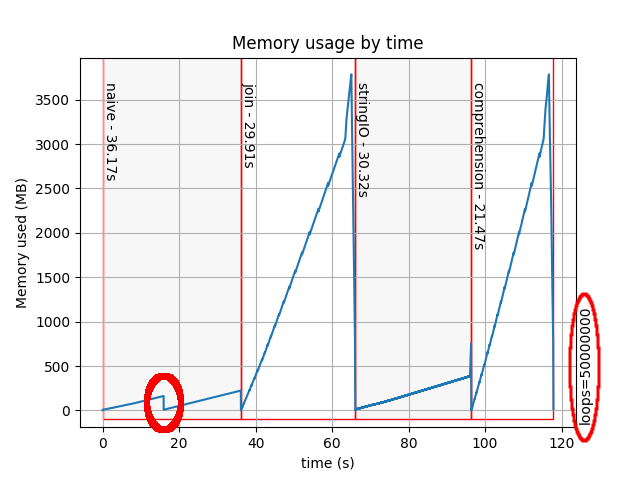 Memory usage by time
Memory used (MB)
3500
3000
2500
2000
1500
1000
500
0
naive - 36.17s
join - 29.91s
stringIO - 30.32s
comprehension - 21.47s
loops=50000000
0 20 40 60 80 100 120
time (s)